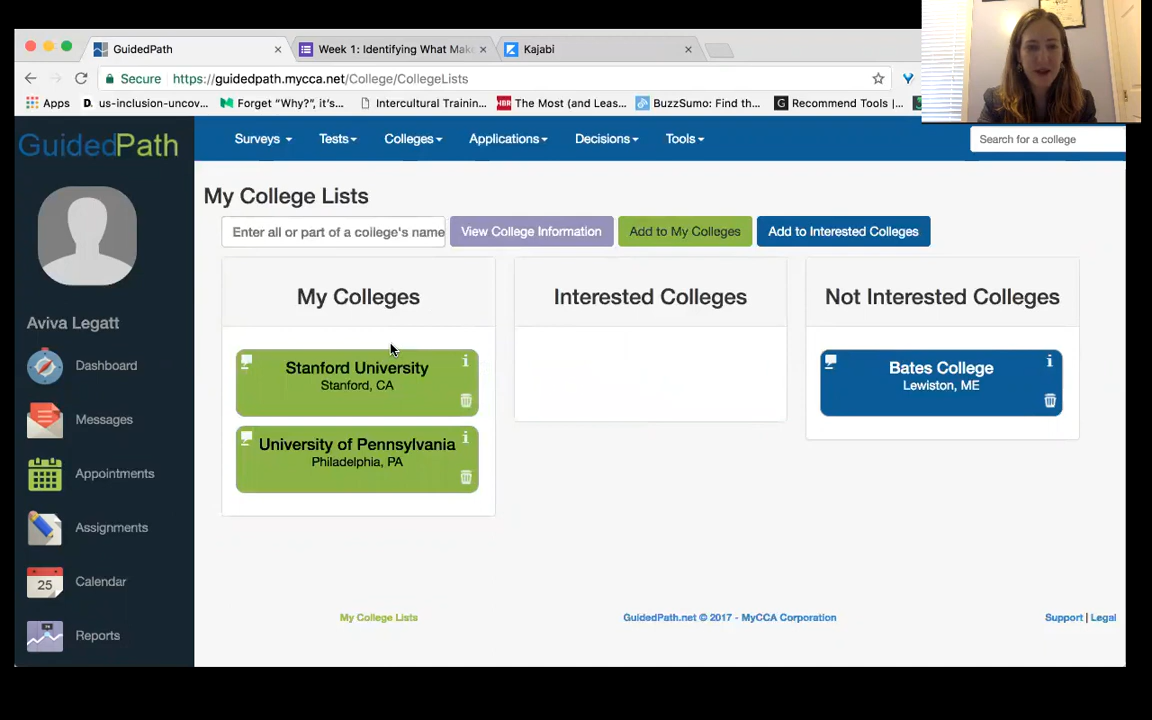 GuidedPath
Week 1: Identifying What Mak
Kajabi
Secure https://guidedpath.mycca.net/College/CollegeLists
Apps
D. us-inclusion-uncov...
Forget “Why?”, it's...
Intercultural Trainin...
HBR The Most (and Leas...
BuzzSumo: Find th...
G Recommend Tools |...
GuidedPath
Surveys
Tests
Colleges
Applications
Decisions
Tools
Search for a college
My College Lists
Enter all or part of a college's name
View College Information
Add to My Colleges
Add to Interested Colleges
My Colleges
Interested Colleges
Not Interested Colleges
Stanford University
Stanford, CA
University of Pennsylvania
Philadelphia, PA
Bates College
Lewiston, ME
Aviva Legatt
Dashboard
Messages
Appointments
Assignments
25
Calendar
Reports
My College Lists
GuidedPath.net © 2017 - MyCCA Corporation
Support | Legal